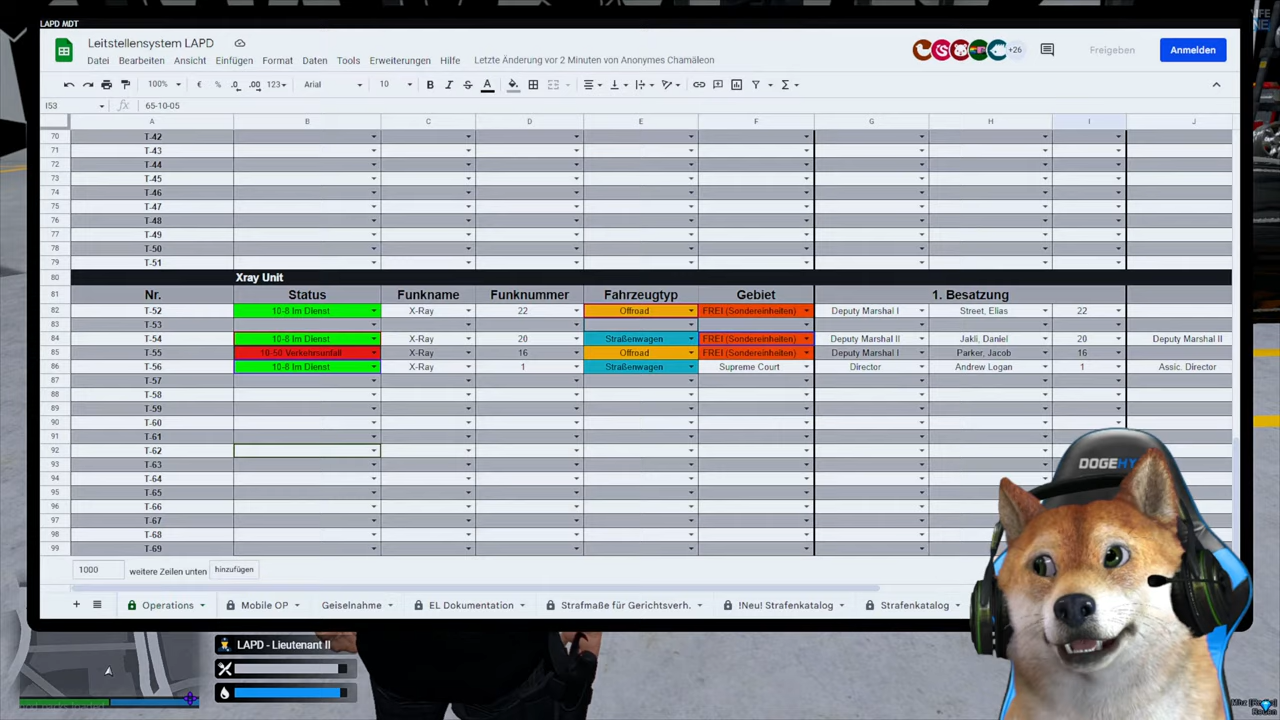 LAPD MDT
Leitstellensystem LAPD
+26
Freigeben
Anmelden
Datei Bearbeiten Ansicht Einfügen Format Daten Tools Erweiterungen Hilfe Letzte Änderung vor 2 Minuten von Anonymes Chamäleon
100% € % .0 .00 123 Arial 10 B I S A
I53 fx 65-10-05
A B C D E F G H I J
70 T-42
71 T-43
72 T-44
73 T-45
74 T-46
75 T-47
76 T-48
77 T-49
78 T-50
79 T-51
80 Xray Unit
81 Nr. Status Funkname Funknummer Fahrzeugtyp Gebiet 1. Besatzung
82 T-52 10-8 Im Dienst X-Ray 22 Offroad FREI (Sondereinheiten) Deputy Marshal I Street, Elias 22
83 T-53
84 T-54 10-8 Im Dienst X-Ray 20 Straßenwagen FREI (Sondereinheiten) Deputy Marshal II Jakli, Daniel 20 Deputy Marshal II
85 T-55 10-50 Verkehrsunfall X-Ray 16 Offroad FREI (Sondereinheiten) Deputy Marshal I Parker, Jacob 16
86 T-56 10-8 Im Dienst X-Ray 1 Straßenwagen Supreme Court Director Andrew Logan 1 Assic. Director
87 T-57
88 T-58
89 T-59
90 T-60
91 T-61
92 T-62
93 T-63
94 T-64
95 T-65
96 T-66
97 T-67
98 T-68
99 T-69
DOGEHY
1000 weitere Zeilen unten hinzufügen
Operations Mobile OP Geiselnahme EL Dokumentation Strafmaße für Gerichtsverh. !Neu! Strafenkatalog Strafenkatalog
LAPD - Lieutenant II